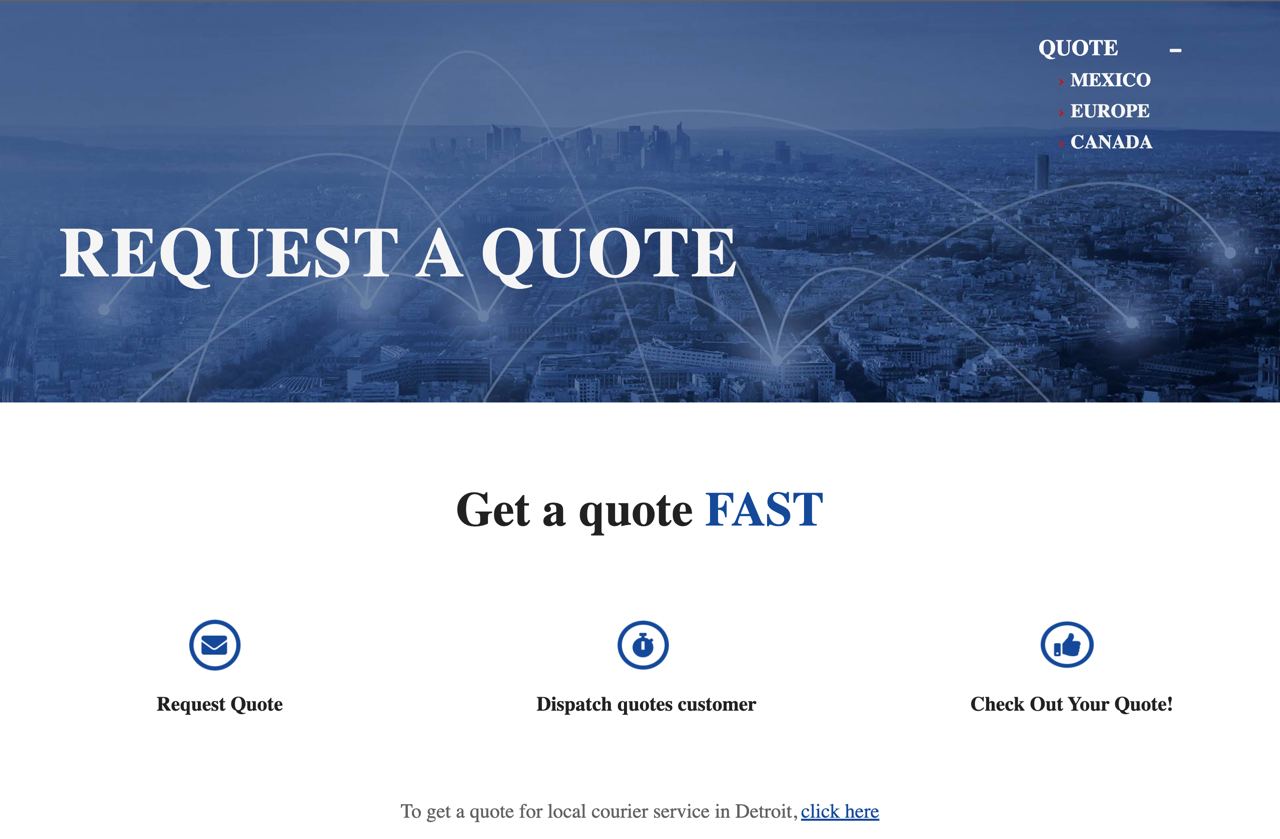 QUOTE
MEXICO
EUROPE
CANADA
REQUEST A QUOTE
Get a quote FAST
Request Quote
Dispatch quotes customer
Check Out Your Quote!
To get a quote for local courier service in Detroit, click here